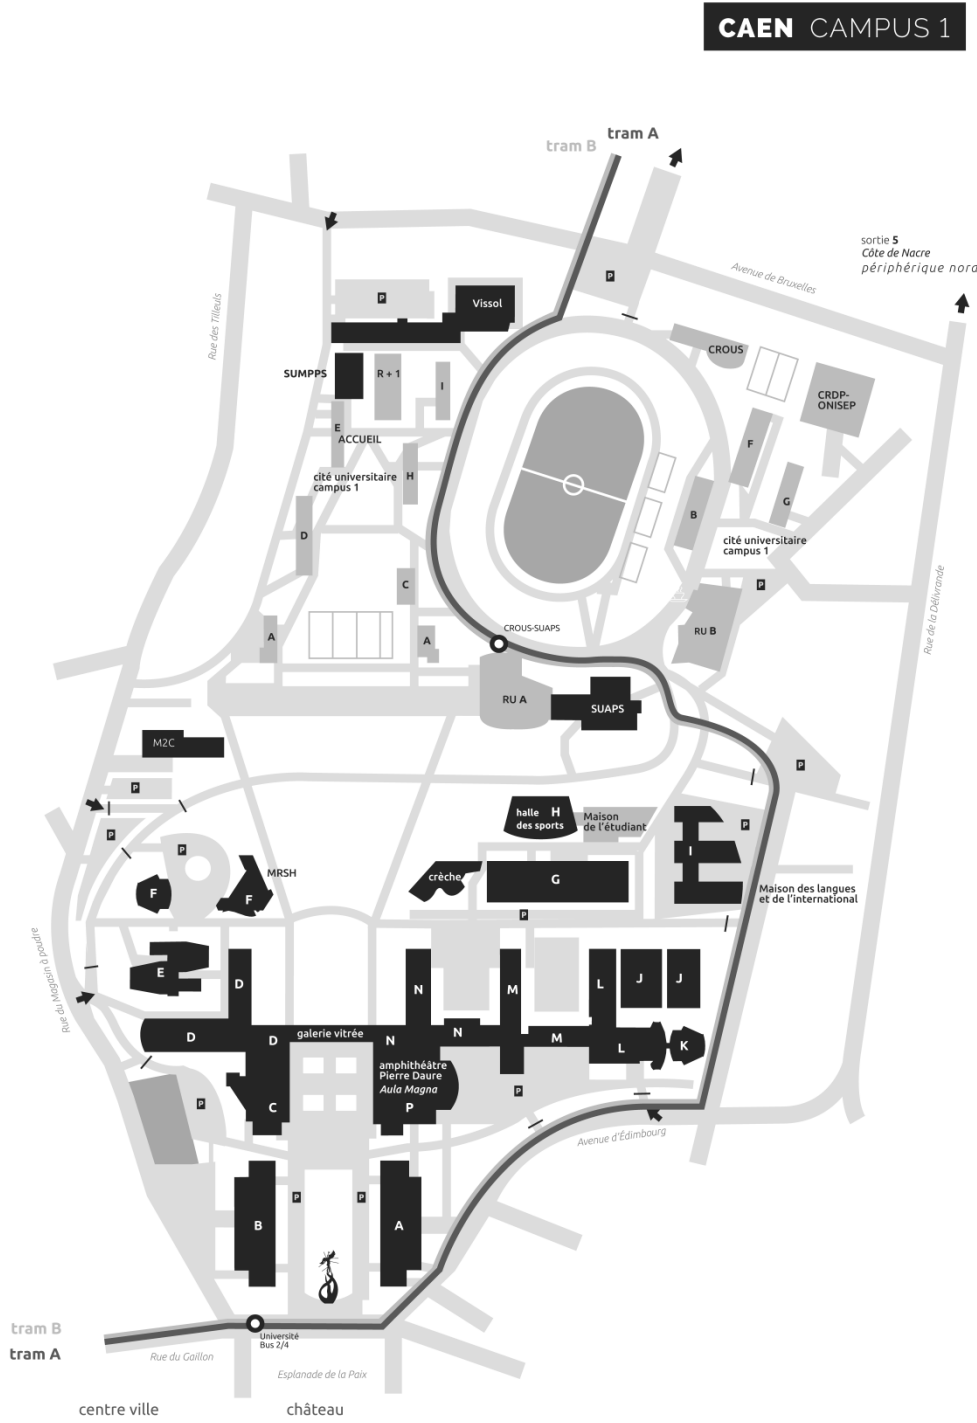 CAEN CAMPUS 1
tram A
tram B
sortie 5
Côte de Nacre
périphérique nord
Avenue de Bruxelles
P
Rue des Tilleuls
P
Vissol
CROUS
SUMPPS
R + 1
I
CRDP-
ONISEP
E
ACCUEIL
F
H
cité universitaire
campus 1
G
B
D
cité universitaire
campus 1
C
P
Rue de la Délivrande
CROUS-SUAPS
A
A
RU B
RU A
SUAPS
M2C
P
P
halle H
des sports
Maison
de l'étudiant
P
P
P
I
MRSH
crèche
G
F
F
Maison des langues
et de l'international
P
Rue du Magasin à poudre
E
D
N
M
L
J
J
D
D
galerie vitrée
N
N
M
L
K
amphithéâtre
Pierre Daure
Aula Magna
P
P
C
P
Avenue d'Édimbourg
P
P
B
A
tram B
tram A
Université
Bus 2/4
Rue du Gaillon
Esplanade de la Paix
centre ville
château